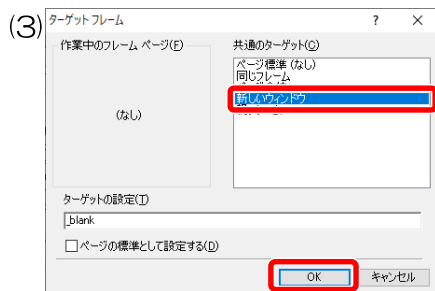 (3)
ターゲット フレーム
?
×
作業中のフレーム ページ(F)
共通のターゲット(C)
(なし)
ページ標準 (なし)
同じフレーム
新しいウィンドウ
ターゲットの設定(T)
_blank
ページの標準として設定する(D)
OK
キャンセル